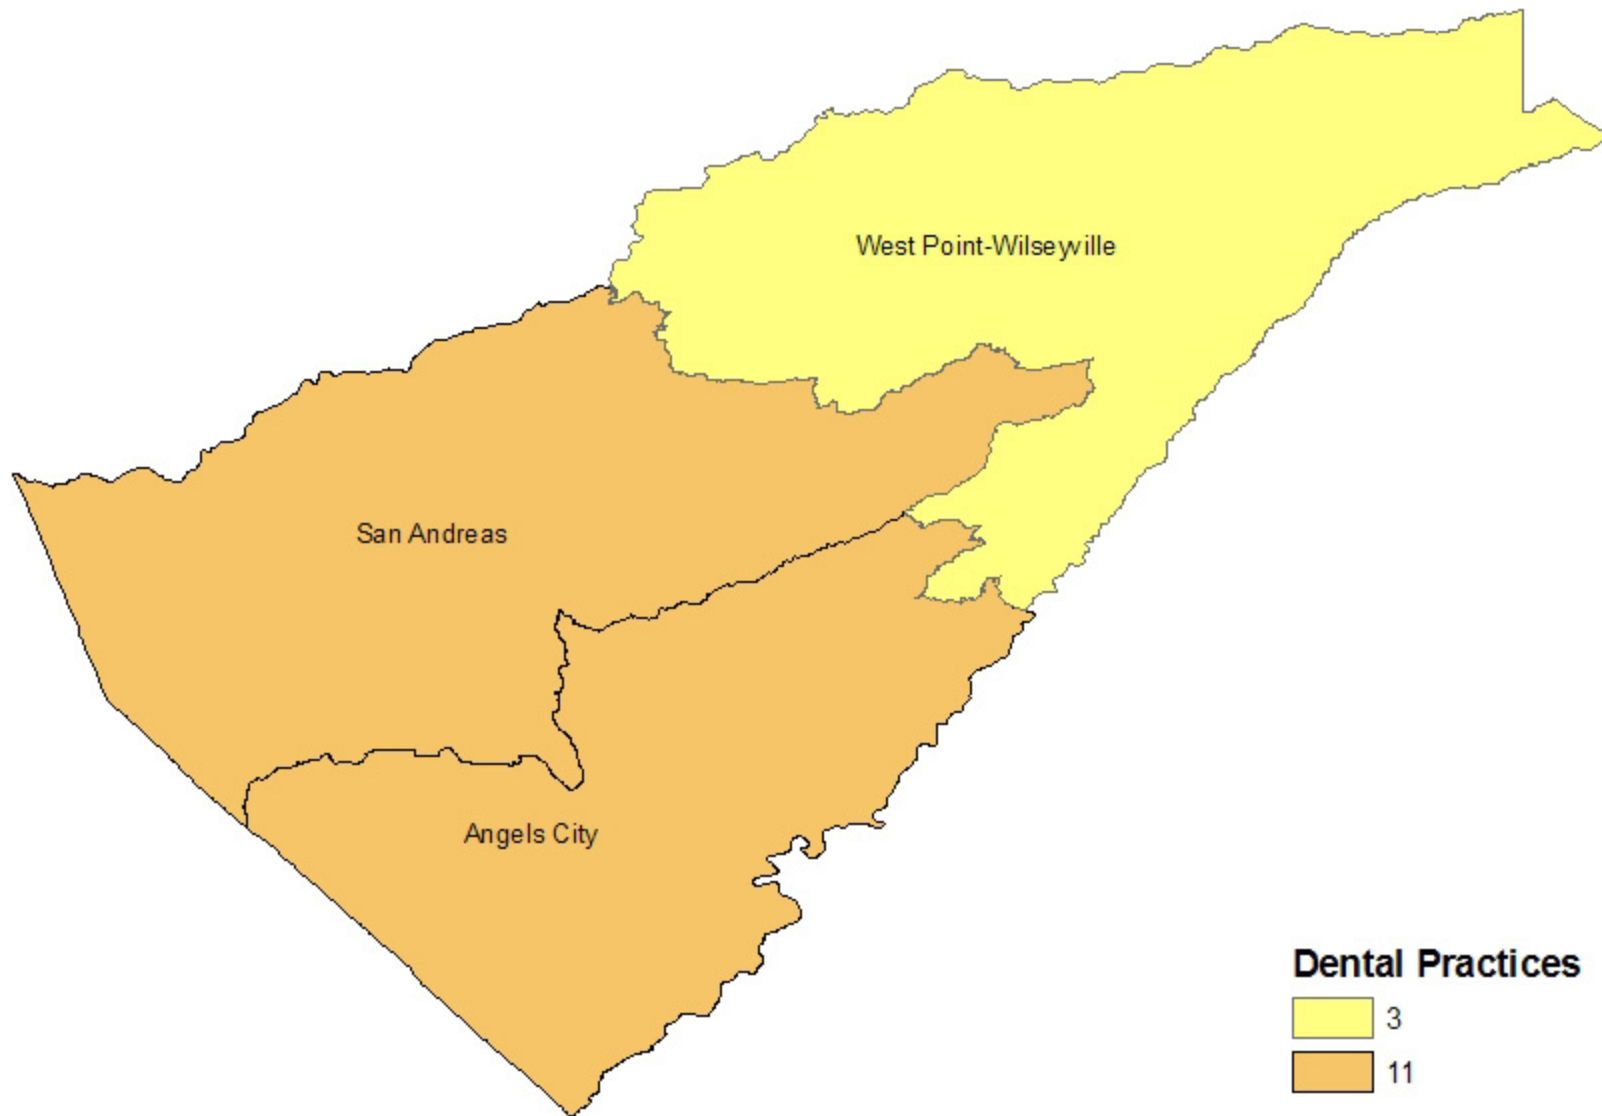 West Point-Wilseyville
San Andreas
Angels City
Dental Practices
3
11